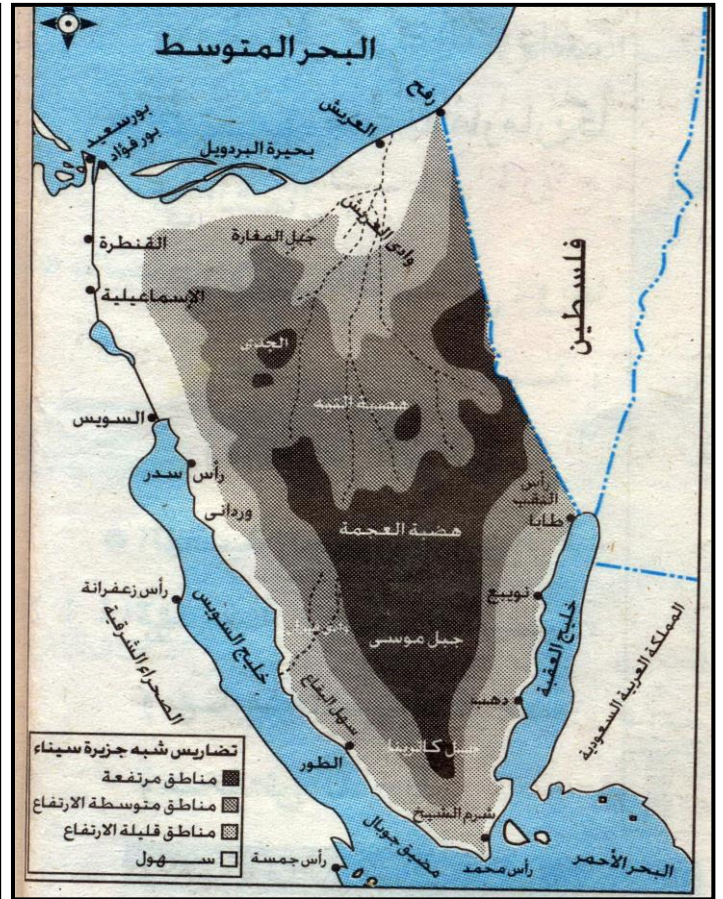 البحر المتوسط
رفح
العريش
بورسعيد
بور فؤاد
بحيرة البردويل
وادى العريش
جبل المغارة
القنطرة
الإسماعيلية
فلسطين
الجدى
هضبة التيه
السويس
رأس سدر
رأس النقب
طابا
وردانى
هضبة العجمة
نويبع
رأس زعفرانة
خليج السويس
خليج العقبة
الصحراء الشرقية
المملكة العربية السعودية
جبل موسى
سهل القاع
دهب
جبل كاترينا
الطور
شرم الشيخ
مضيق جوبال
رأس محمد
البحر الأحمر
رأس جمسة
تضاريس شبه جزيرة سيناء
مناطق مرتفعة
مناطق متوسطة الارتفاع
مناطق قليلة الارتفاع
سهول